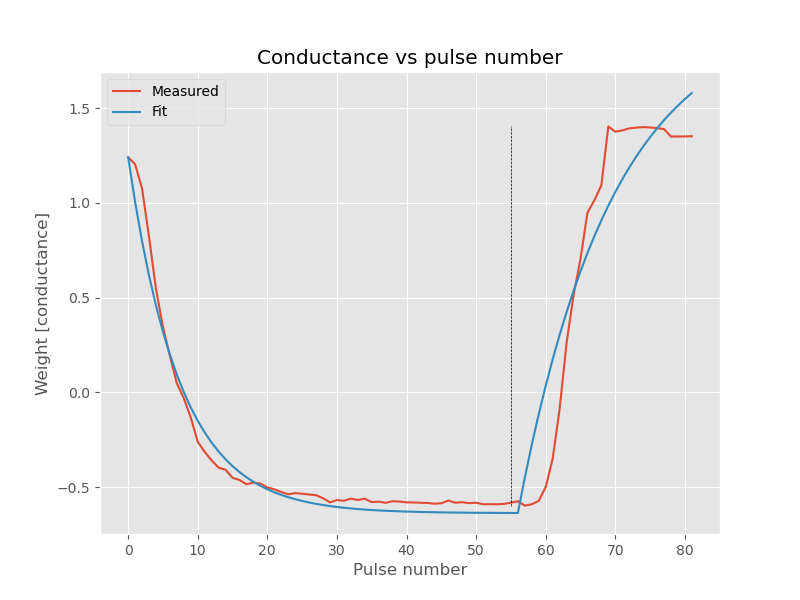 Conductance vs pulse number
Measured
Fit
1.5
1.0
0.5
0.0
−0.5
Weight [conductance]
0 10 20 30 40 50 60 70 80
Pulse number